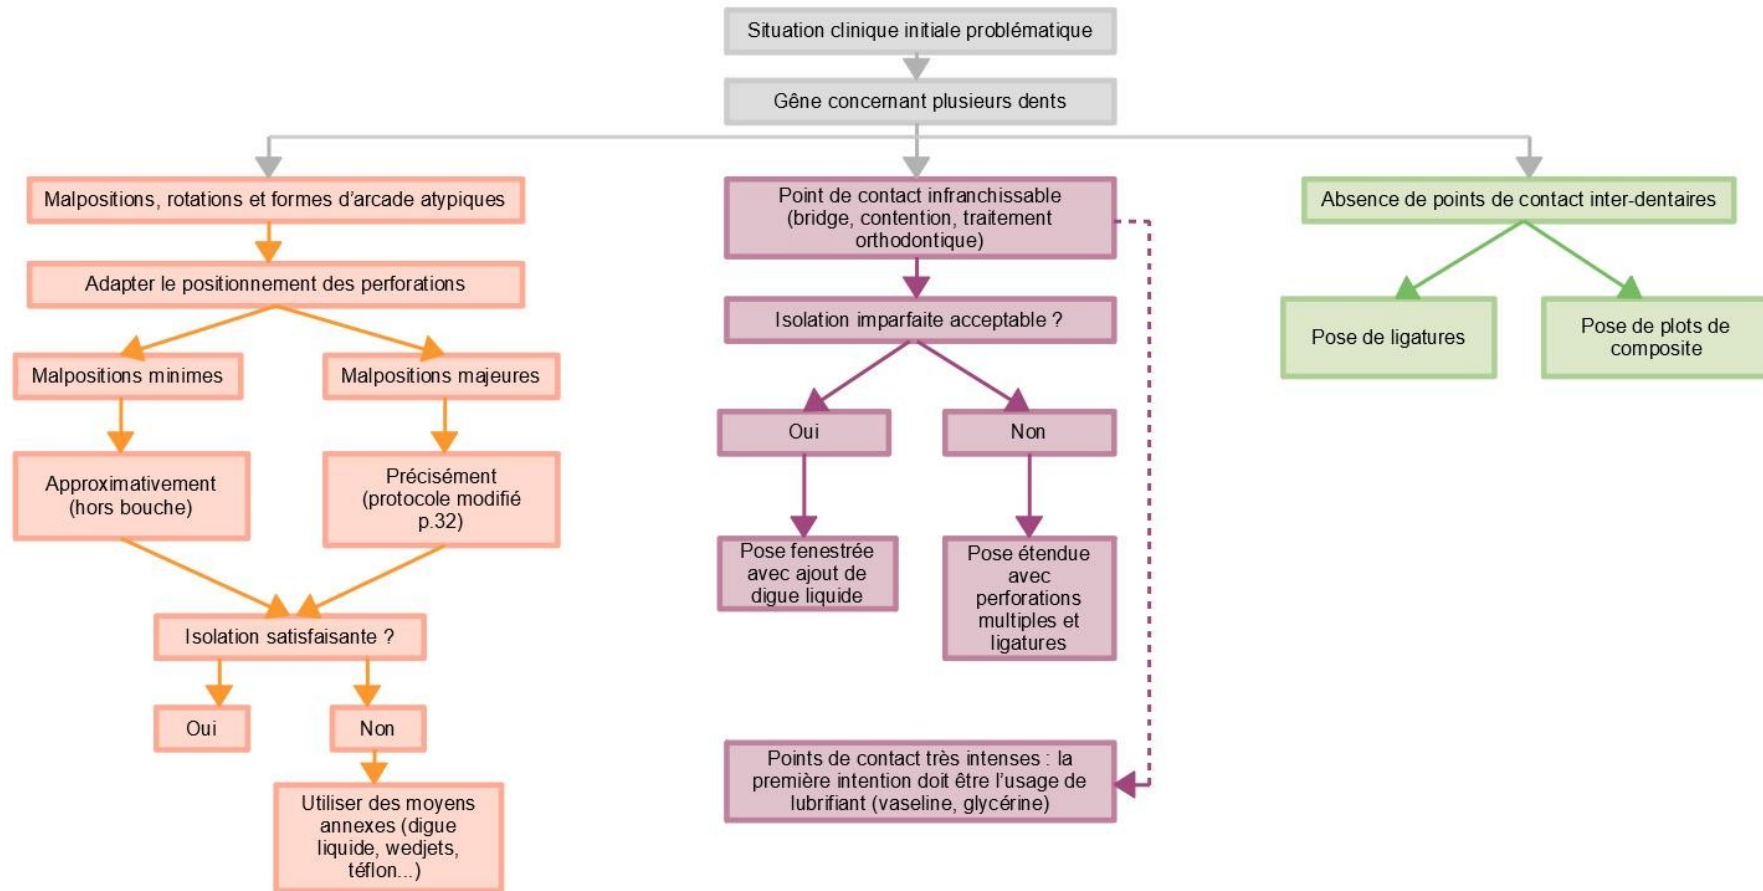 Situation clinique initiale problématique
Gêne concernant plusieurs dents
Malpositions, rotations et formes d'arcade atypiques
Adapter le positionnement des perforations
Malpositions minimes
Malpositions majeures
Approximativement
(hors bouche)
Précisément
(protocole modifié
p.32)
Isolation satisfaisante ?
Oui
Non
Utiliser des moyens
annexes (digue
liquide, wedjets,
téflon...)
Point de contact infranchissable
(bridge, contention, traitement
orthodontique)
Isolation imparfaite acceptable ?
Oui
Non
Pose fenestrée
avec ajout de
digue liquide
Pose étendue
avec
perforations
multiples et
ligatures
Points de contact très intenses : la
première intention doit être l'usage de
lubrifiant (vaseline, glycérine)
Absence de points de contact inter-dentaires
Pose de ligatures
Pose de plots de
composite